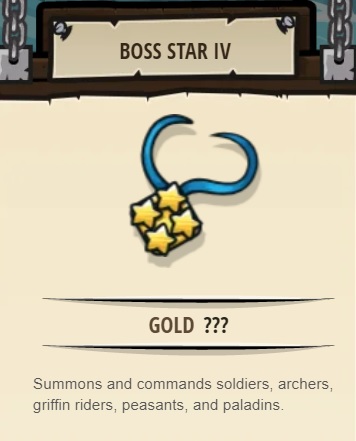 BOSS STAR IV
GOLD ???
Summons and commands soldiers, archers,
griffin riders, peasants, and paladins.